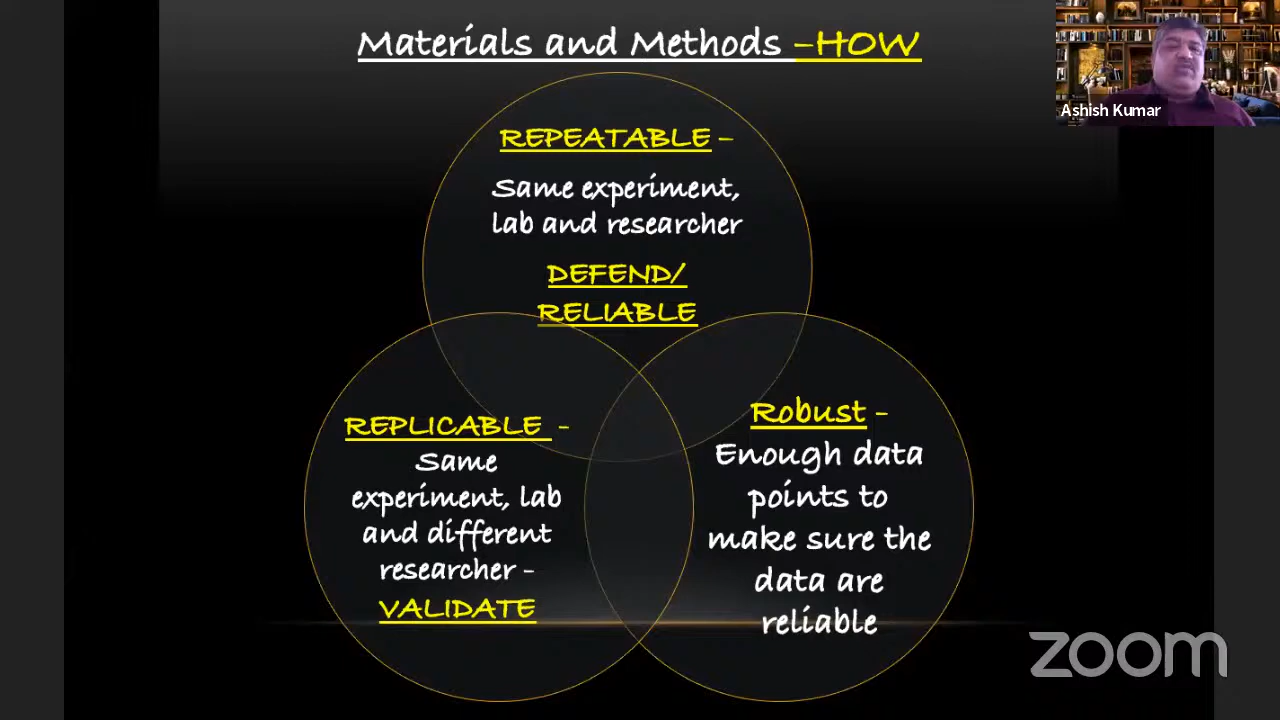 Materials and Methods –HOW
Ashish Kumar
REPEATABLE –
Same experiment,
lab and researcher
DEFEND/
RELIABLE
REPLICABLE -
Same
experiment, lab
and different
researcher -
VALIDATE
Robust -
Enough data
points to
make sure the
data are
reliable
zoom